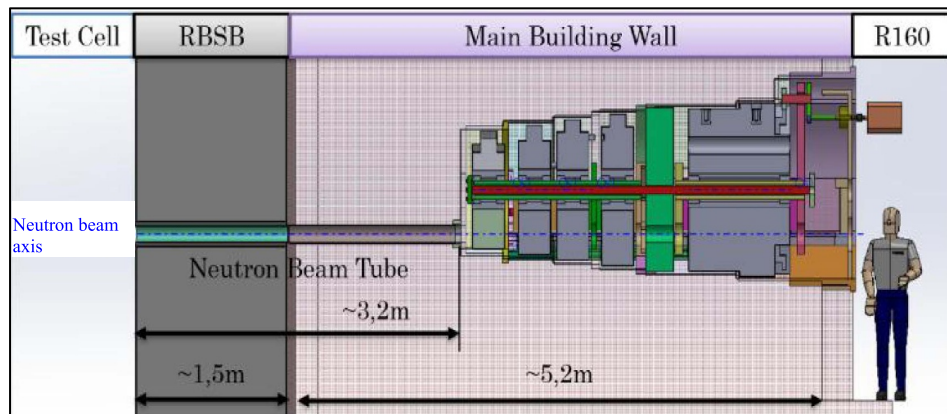 Test Cell
RBSB
Main Building Wall
R160
Neutron beam
axis
Neutron Beam Tube
~3,2m
~1,5m
~5,2m